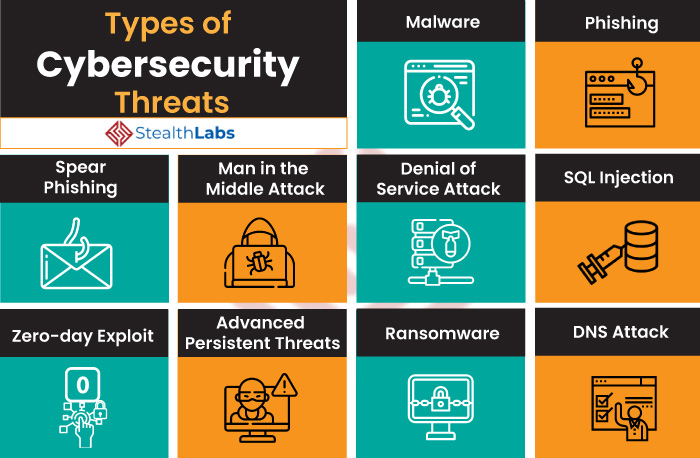 Types of
Cybersecurity
Threats
StealthLabs
Malware
Phishing
Spear
Phishing
Man in the
Middle Attack
Denial of
Service Attack
SQL Injection
Zero-day Exploit
0
Advanced
Persistent Threats
Ransomware
DNS Attack